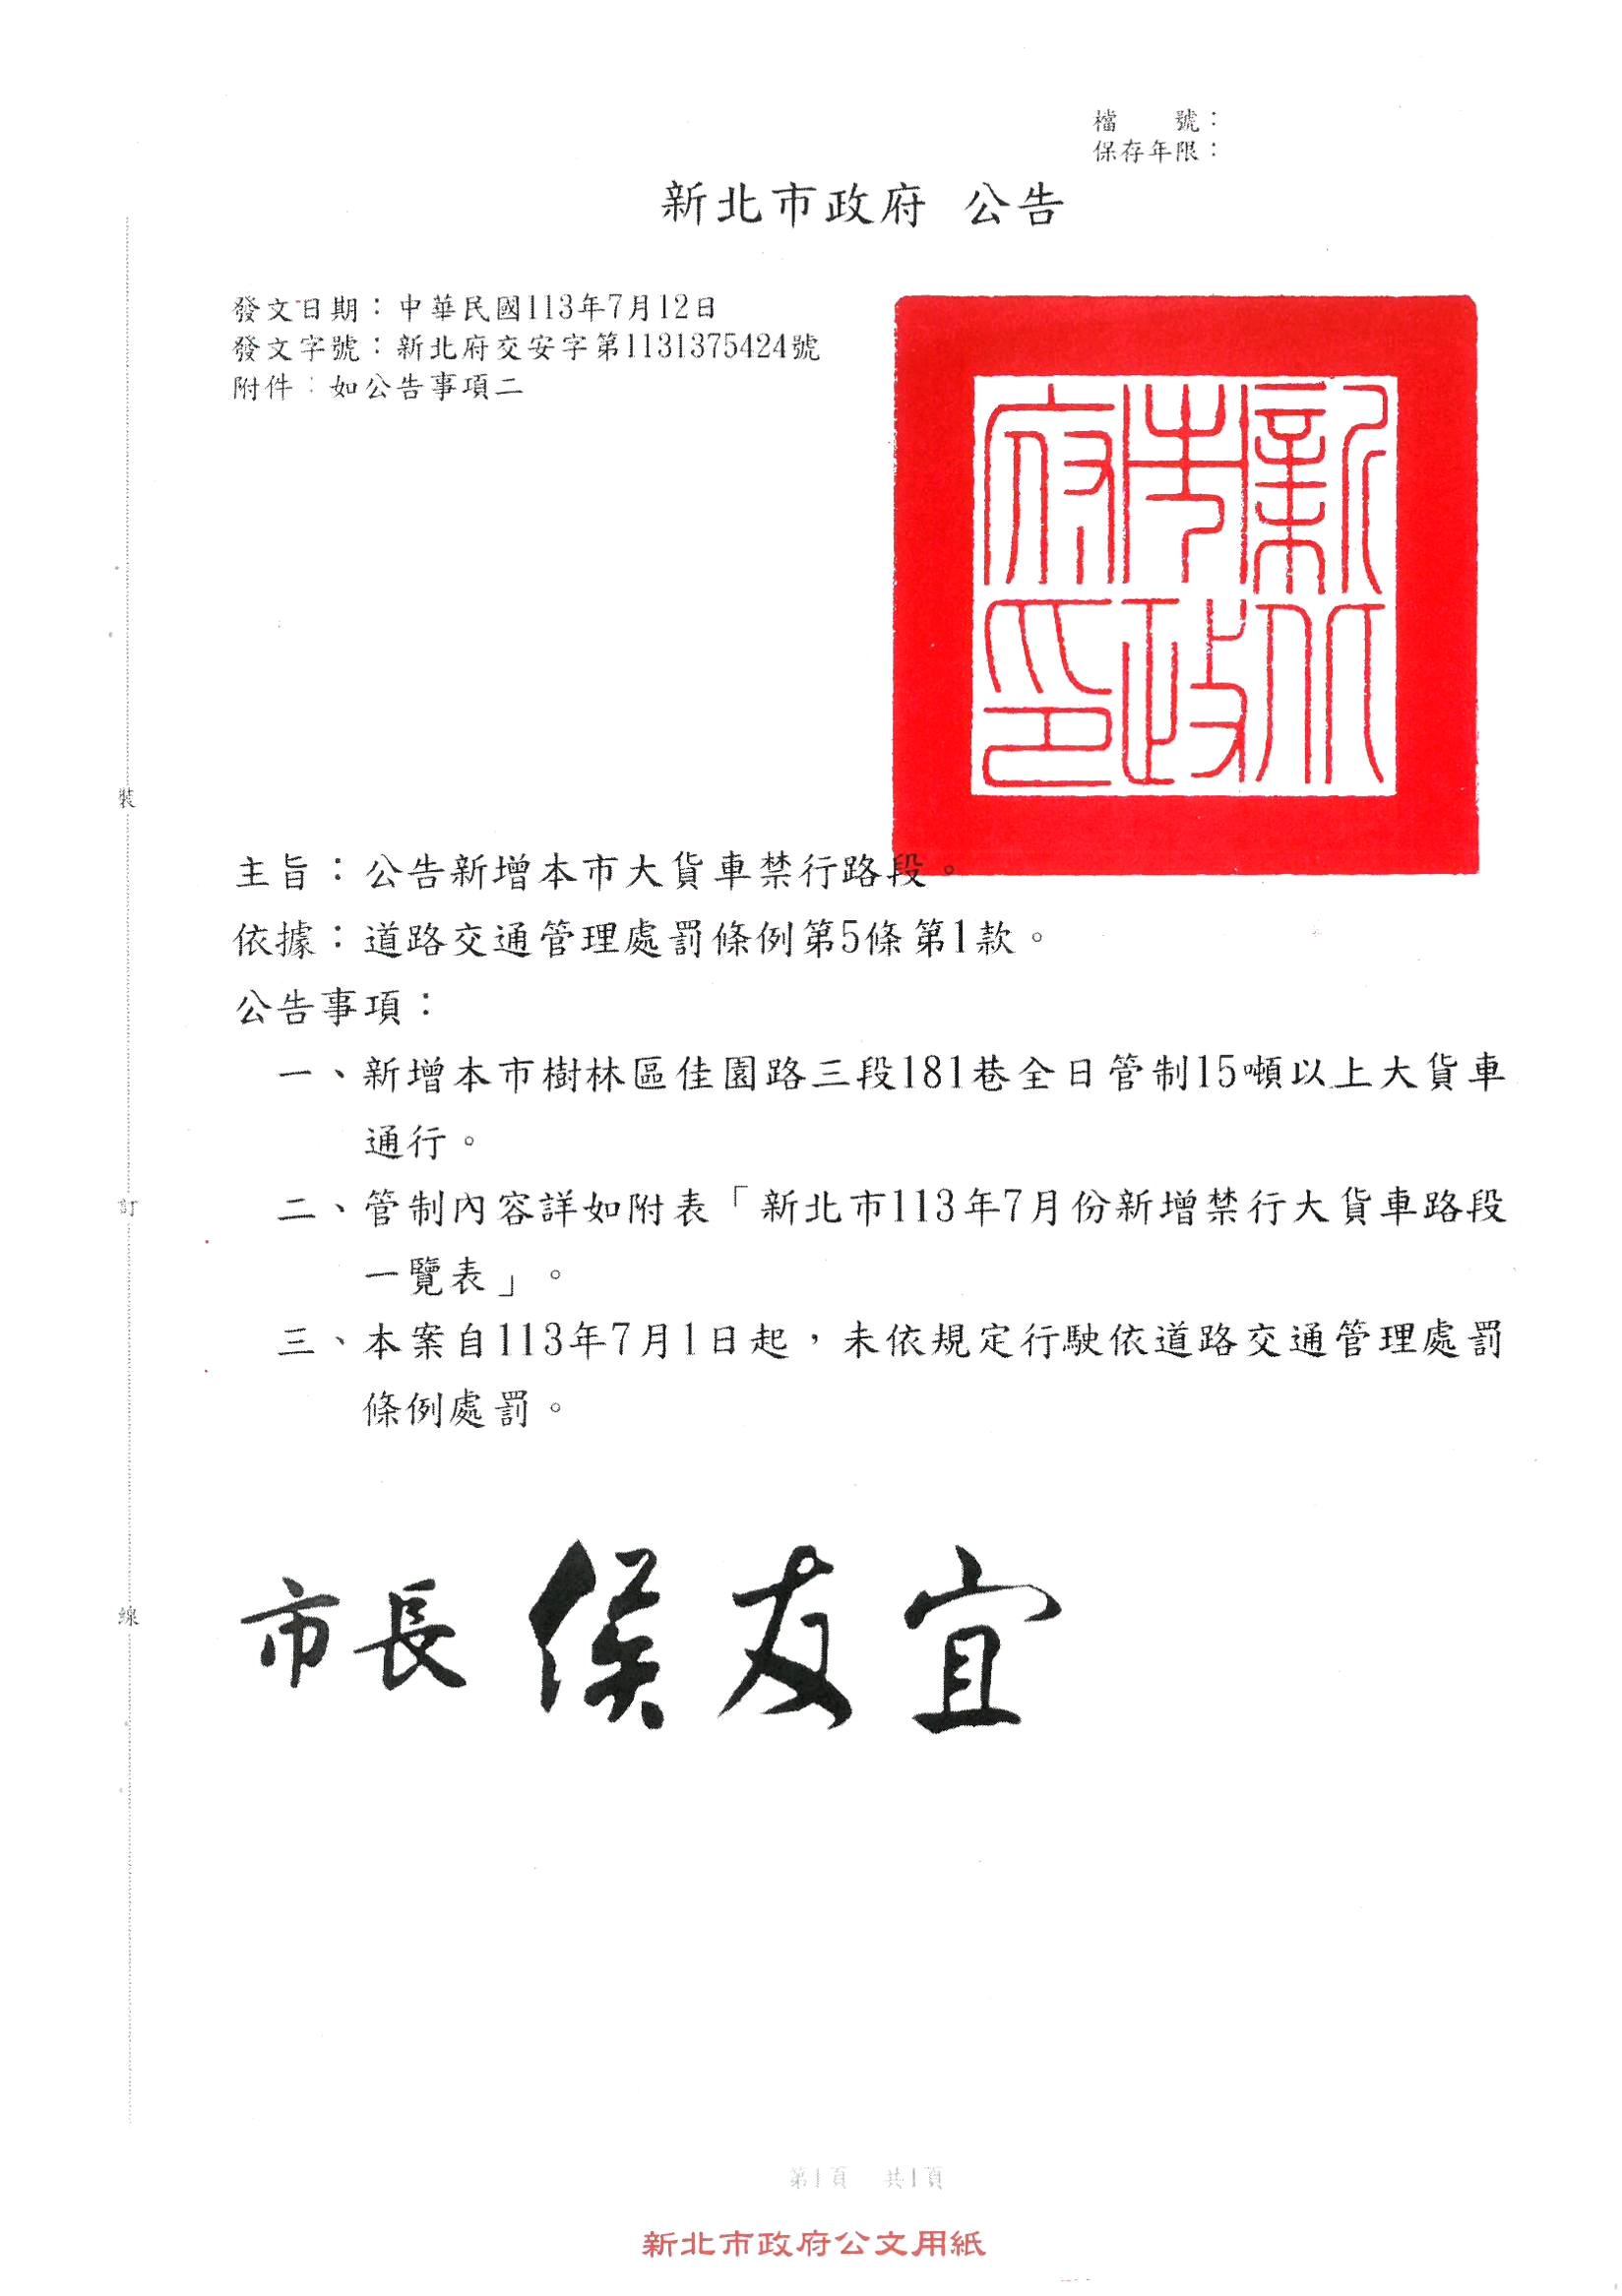 檔　　號：
保存年限：
新北市政府 公告
發文日期：中華民國113年7月12日
發文字號：新北府交安字第1131375424號
附件：如公告事項二
新北市政府印
主旨：公告新增本市大貨車禁行路段。
依據：道路交通管理處罰條例第5條第1款。
公告事項：
一、新增本市樹林區佳園路三段181巷全日管制15噸以上大貨車
通行。
二、管制內容詳如附表「新北市113年7月份新增禁行大貨車路段
一覽表」。
三、本案自113年7月1日起，未依規定行駛依道路交通管理處罰
條例處罰。
市長 侯友宜
裝
訂
線
第1頁　共1頁
新北市政府公文用紙